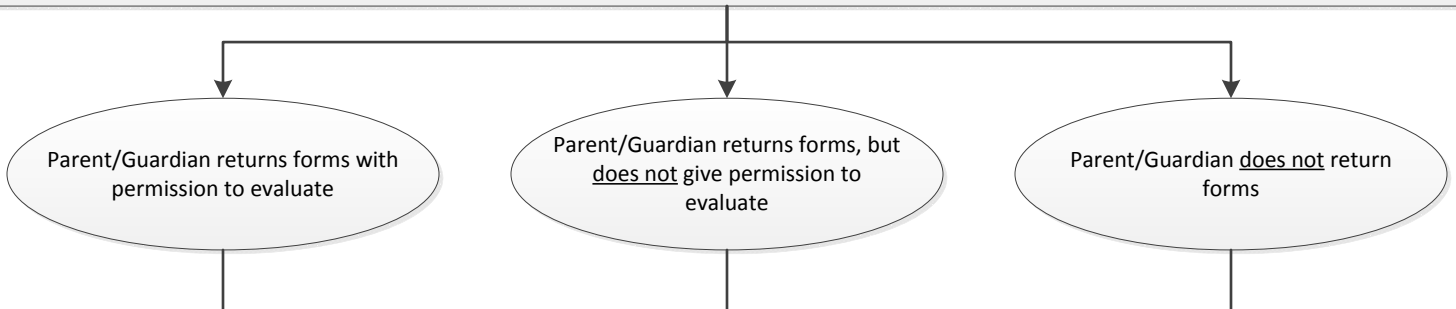 Parent/Guardian returns forms with
permission to evaluate
Parent/Guardian returns forms, but
does not give permission to
evaluate
Parent/Guardian does not return
forms